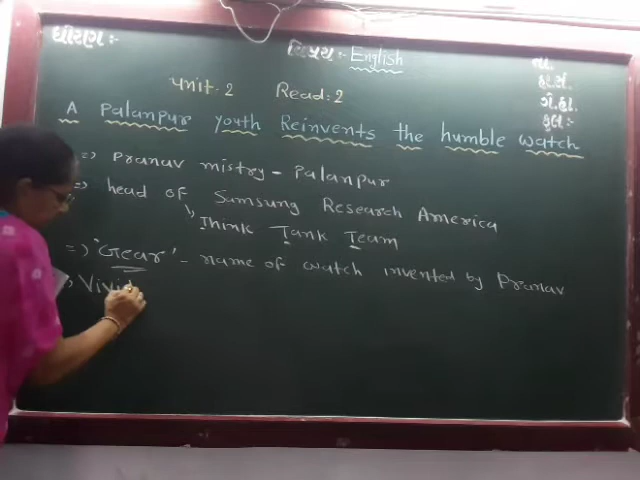 ધોરણ :-
વિષય :- English
તા.
હા.સં.
ગે.હા.
કુલ :-
Unit. 2 Read: 2
A Palanpur youth Reinvents the humble watch
=> Pranav mistry - Palanpur
=> head of Samsung Research America
↳ Think Tank Team
=> 'Gear' - name of watch invented by Pranav
Vivi